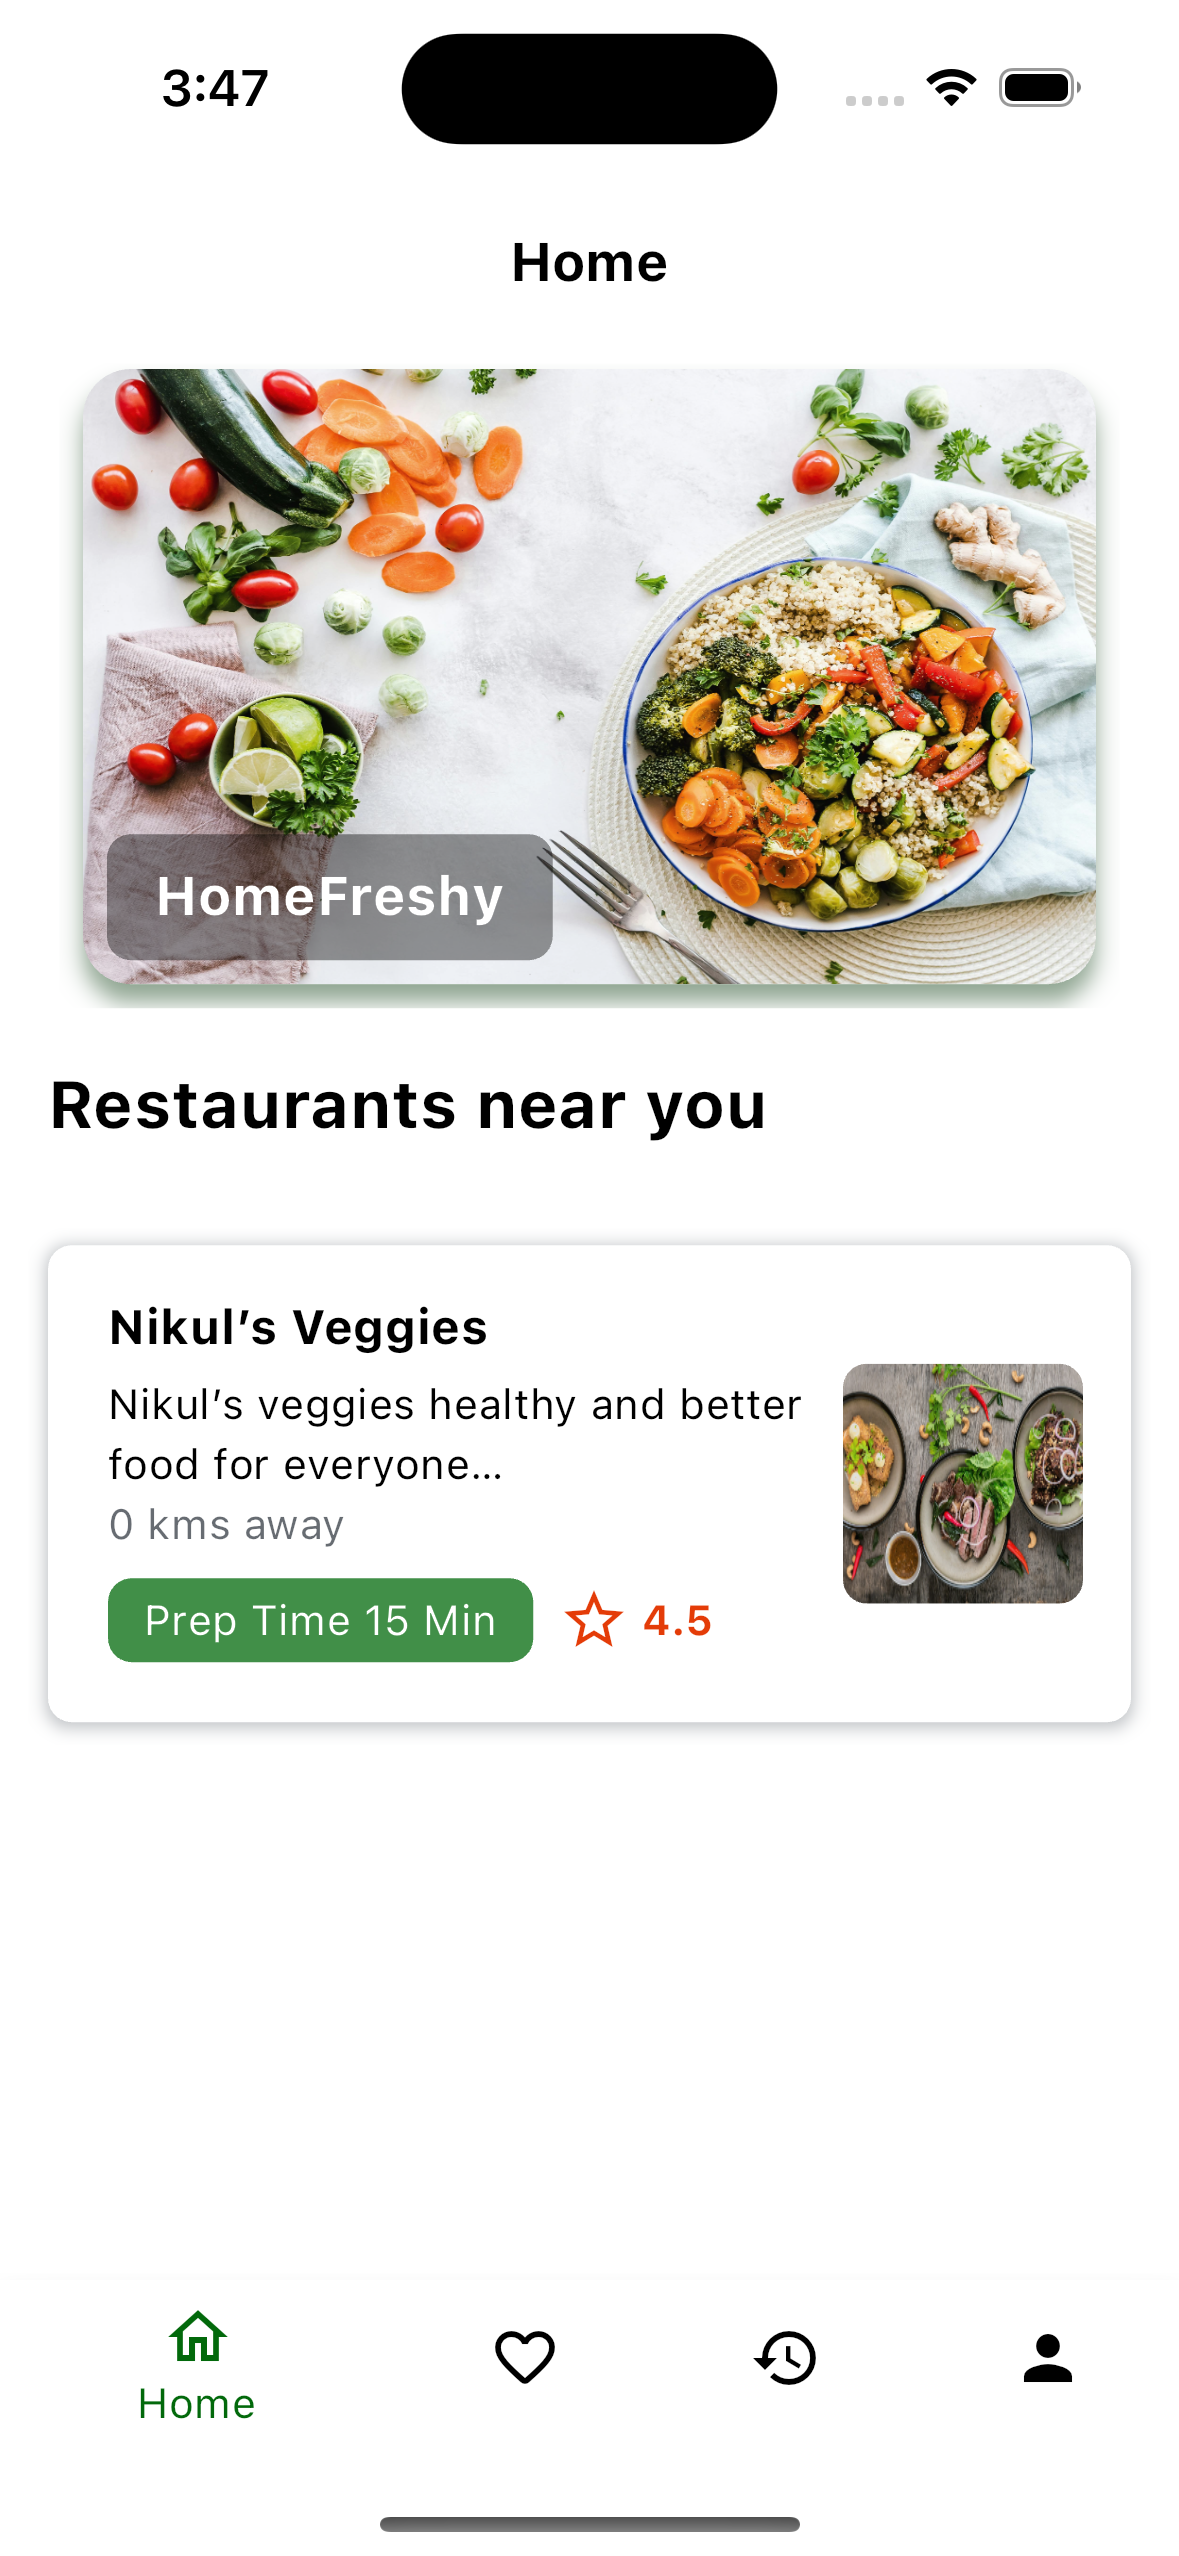 3:47
Home
HomeFreshy
Restaurants near you
Nikul’s Veggies
Nikul’s veggies healthy and better
food for everyone...
0 kms away
Prep Time 15 Min
4.5
Home